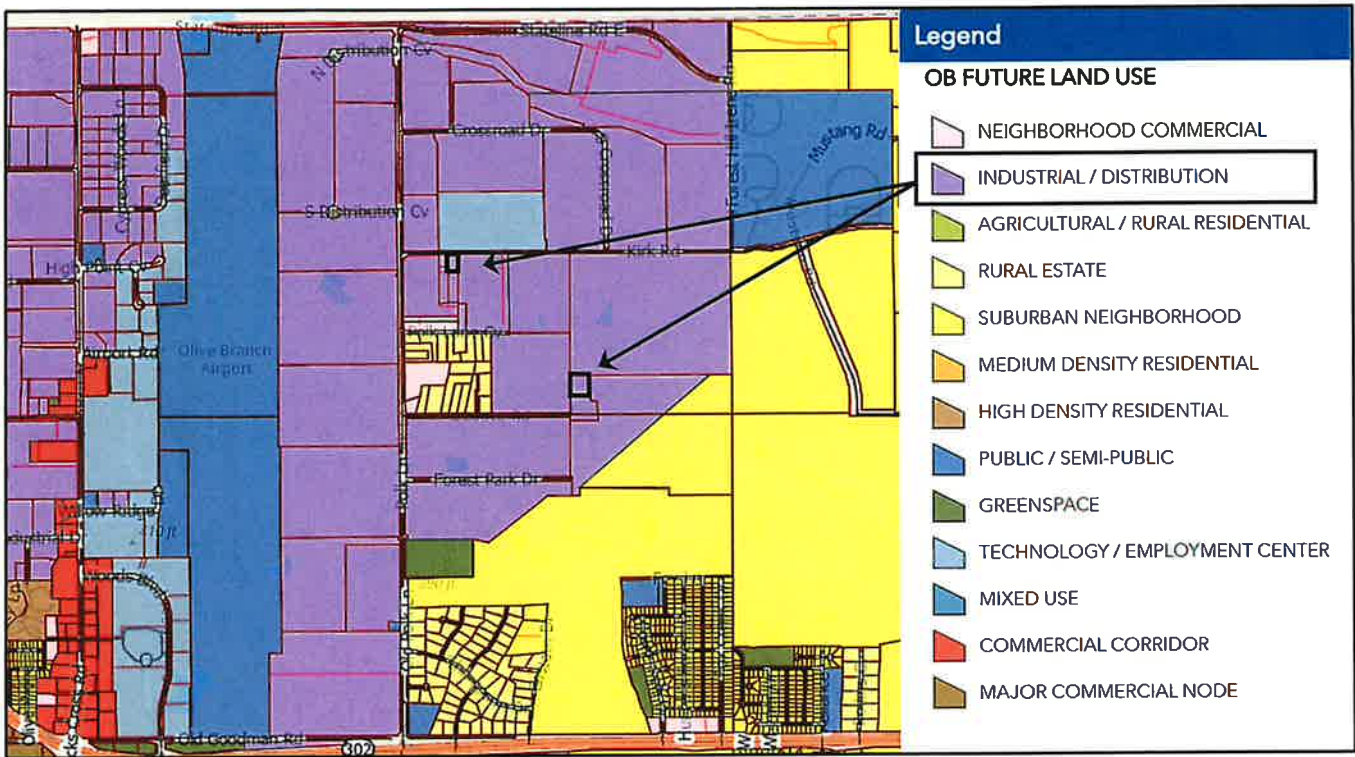 Stateline Rd E
Distribution Cv
Crossroad Dr
Mustang Rd
S Distribution Cv
Kirk Rd
Airport Rd
Olive Branch
Airport
Forest Park Dr
Willow Ridge
Old Goodman Rd
302
Legend
OB FUTURE LAND USE
NEIGHBORHOOD COMMERCIAL
INDUSTRIAL / DISTRIBUTION
AGRICULTURAL / RURAL RESIDENTIAL
RURAL ESTATE
SUBURBAN NEIGHBORHOOD
MEDIUM DENSITY RESIDENTIAL
HIGH DENSITY RESIDENTIAL
PUBLIC / SEMI-PUBLIC
GREENSPACE
TECHNOLOGY / EMPLOYMENT CENTER
MIXED USE
COMMERCIAL CORRIDOR
MAJOR COMMERCIAL NODE